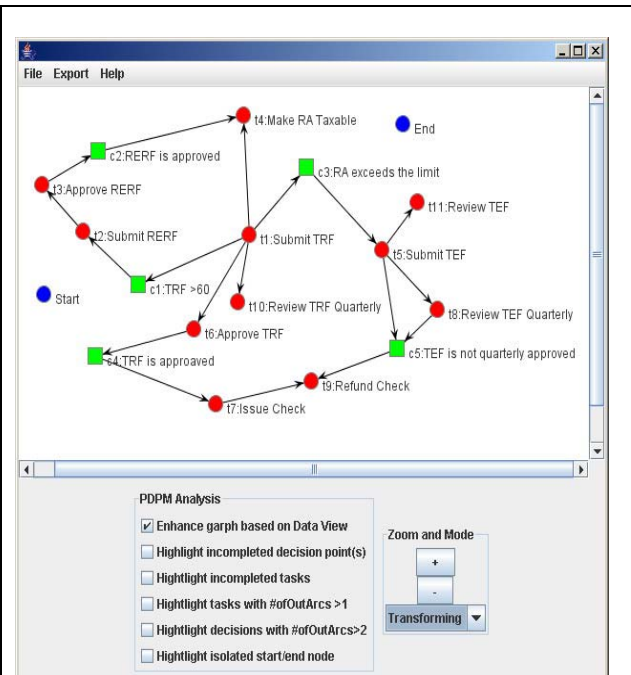 File Export Help
t4:Make RA Taxable
End
c2:RERF is approved
c3:RA exceeds the limit
t3:Approve RERF
t11:Review TEF
t2:Submit RERF
t1:Submit TRF
t5:Submit TEF
c1:TRF >60
Start
t10:Review TRF Quarterly
t8:Review TEF Quarterly
t6:Approve TRF
c4:TRF is approaved
c5:TEF is not quarterly approved
t9:Refund Check
t7:Issue Check
PDPM Analysis
Enhance garph based on Data View
Highlight incompleted decision point(s)
Hightlight incompleted tasks
Hightlight tasks with #ofOutArcs >1
Hightlight decisions with #ofOutArcs>2
Hightlight isolated start/end node
Zoom and Mode
+
-
Transforming